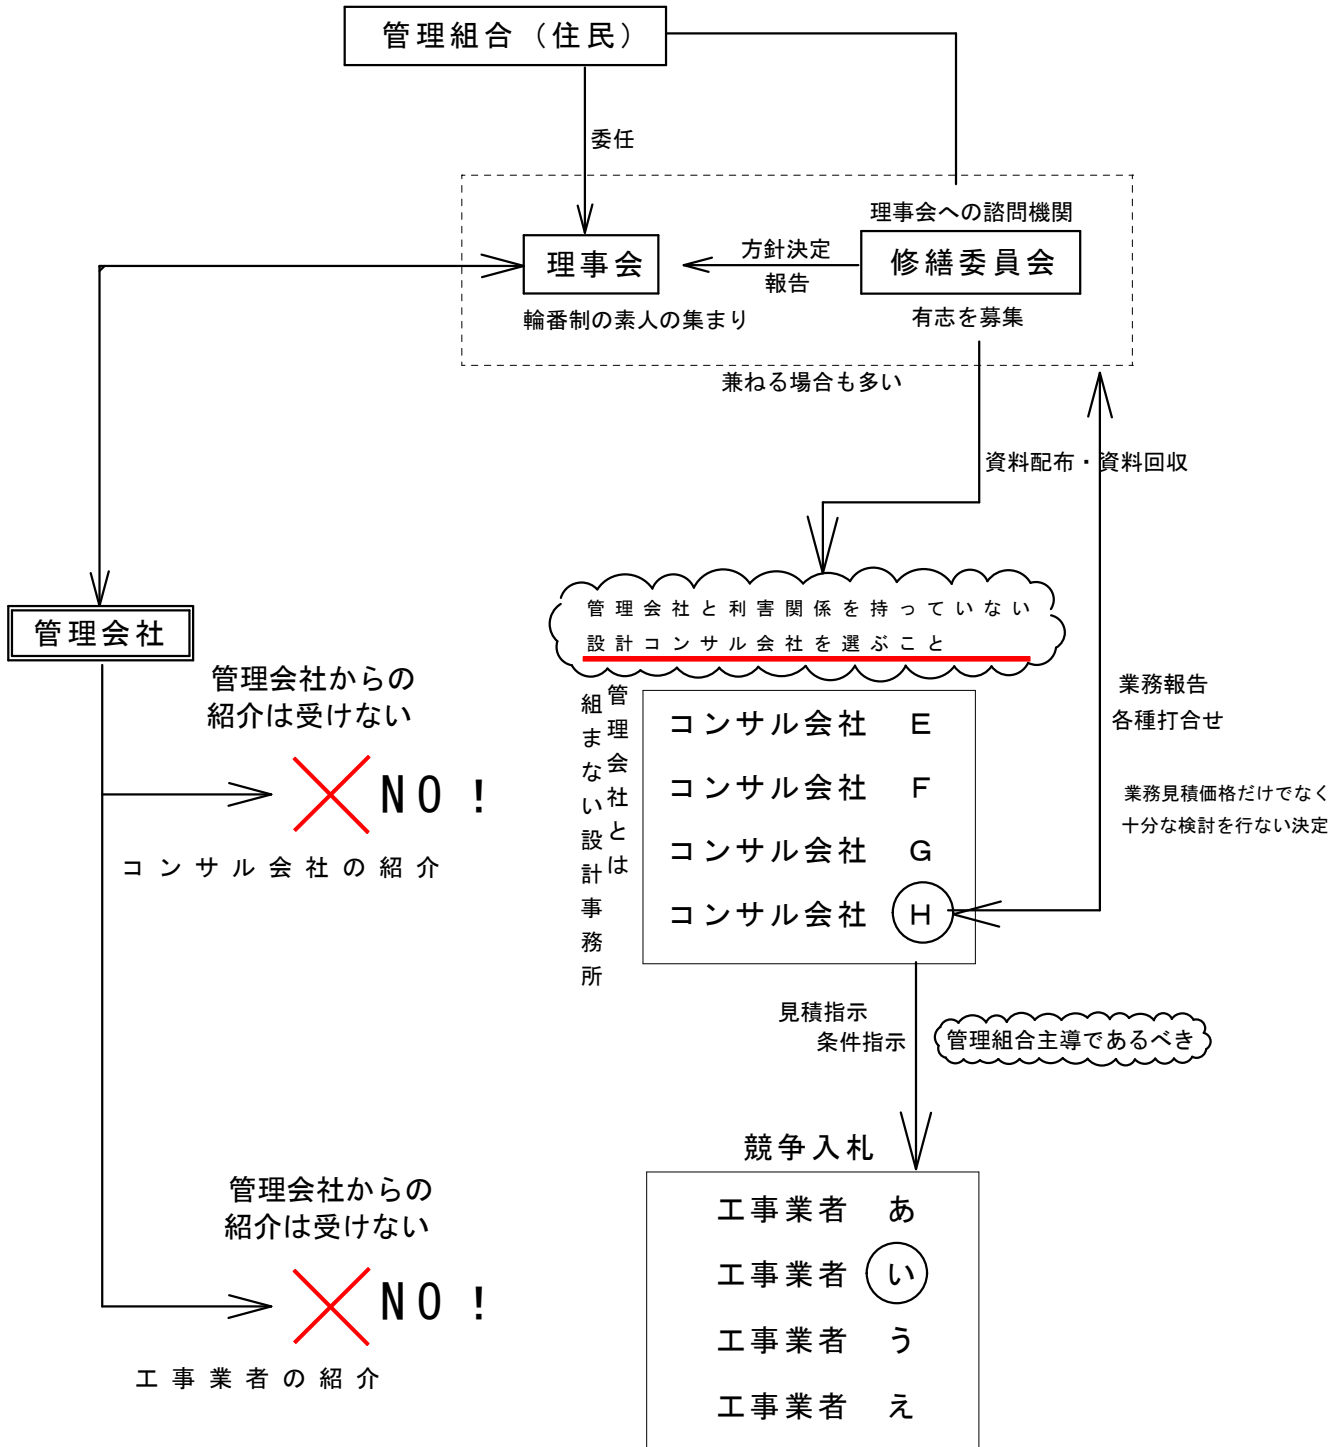 管理組合（住民）
委任
理事会への諮問機関
理事会
方針決定
報告
修繕委員会
輪番制の素人の集まり
有志を募集
兼ねる場合も多い
資料配布・資料回収
管理会社と利害関係を持っていない
設計コンサル会社を選ぶこと
管理会社
管理会社からの
紹介は受けない
NO！
コンサル会社の紹介
管理会社とは
組まない設計事務所
コンサル会社　E
コンサル会社　F
コンサル会社　G
コンサル会社　H
業務報告
各種打合せ
業務見積価格だけでなく
十分な検討を行ない決定
見積指示
条件指示
管理組合主導であるべき
管理会社からの
紹介は受けない
NO！
工事業者の紹介
競争入札
工事業者　あ
工事業者　い
工事業者　う
工事業者　え